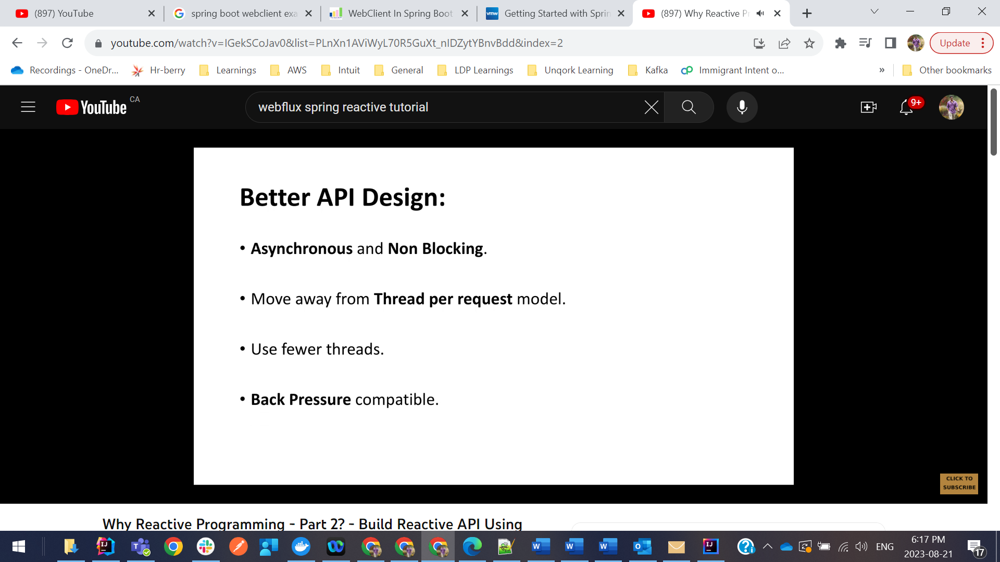 (897) YouTube
spring boot webclient exa
WebClient In Spring Boot
vmw
Getting Started with Sprin
(897) Why Reactive Pr
youtube.com/watch?v=IGekSCoJav0&list=PLnXn1AViWyL70R5GuXt_nIDZytYBnvBdd&index=2
Update
Recordings - OneDr...
Hr-berry
Learnings
AWS
Intuit
General
LDP Learnings
Unqork Learning
Kafka
Immigrant Intent o...
»
Other bookmarks
YouTube CA
webflux spring reactive tutorial
9+
Better API Design:
• Asynchronous and Non Blocking.
• Move away from Thread per request model.
• Use fewer threads.
• Back Pressure compatible.
CLICK TO
SUBSCRIBE
Why Reactive Programming - Part 2? - Build Reactive API Using
ENG
6:17 PM
2023-08-21
17